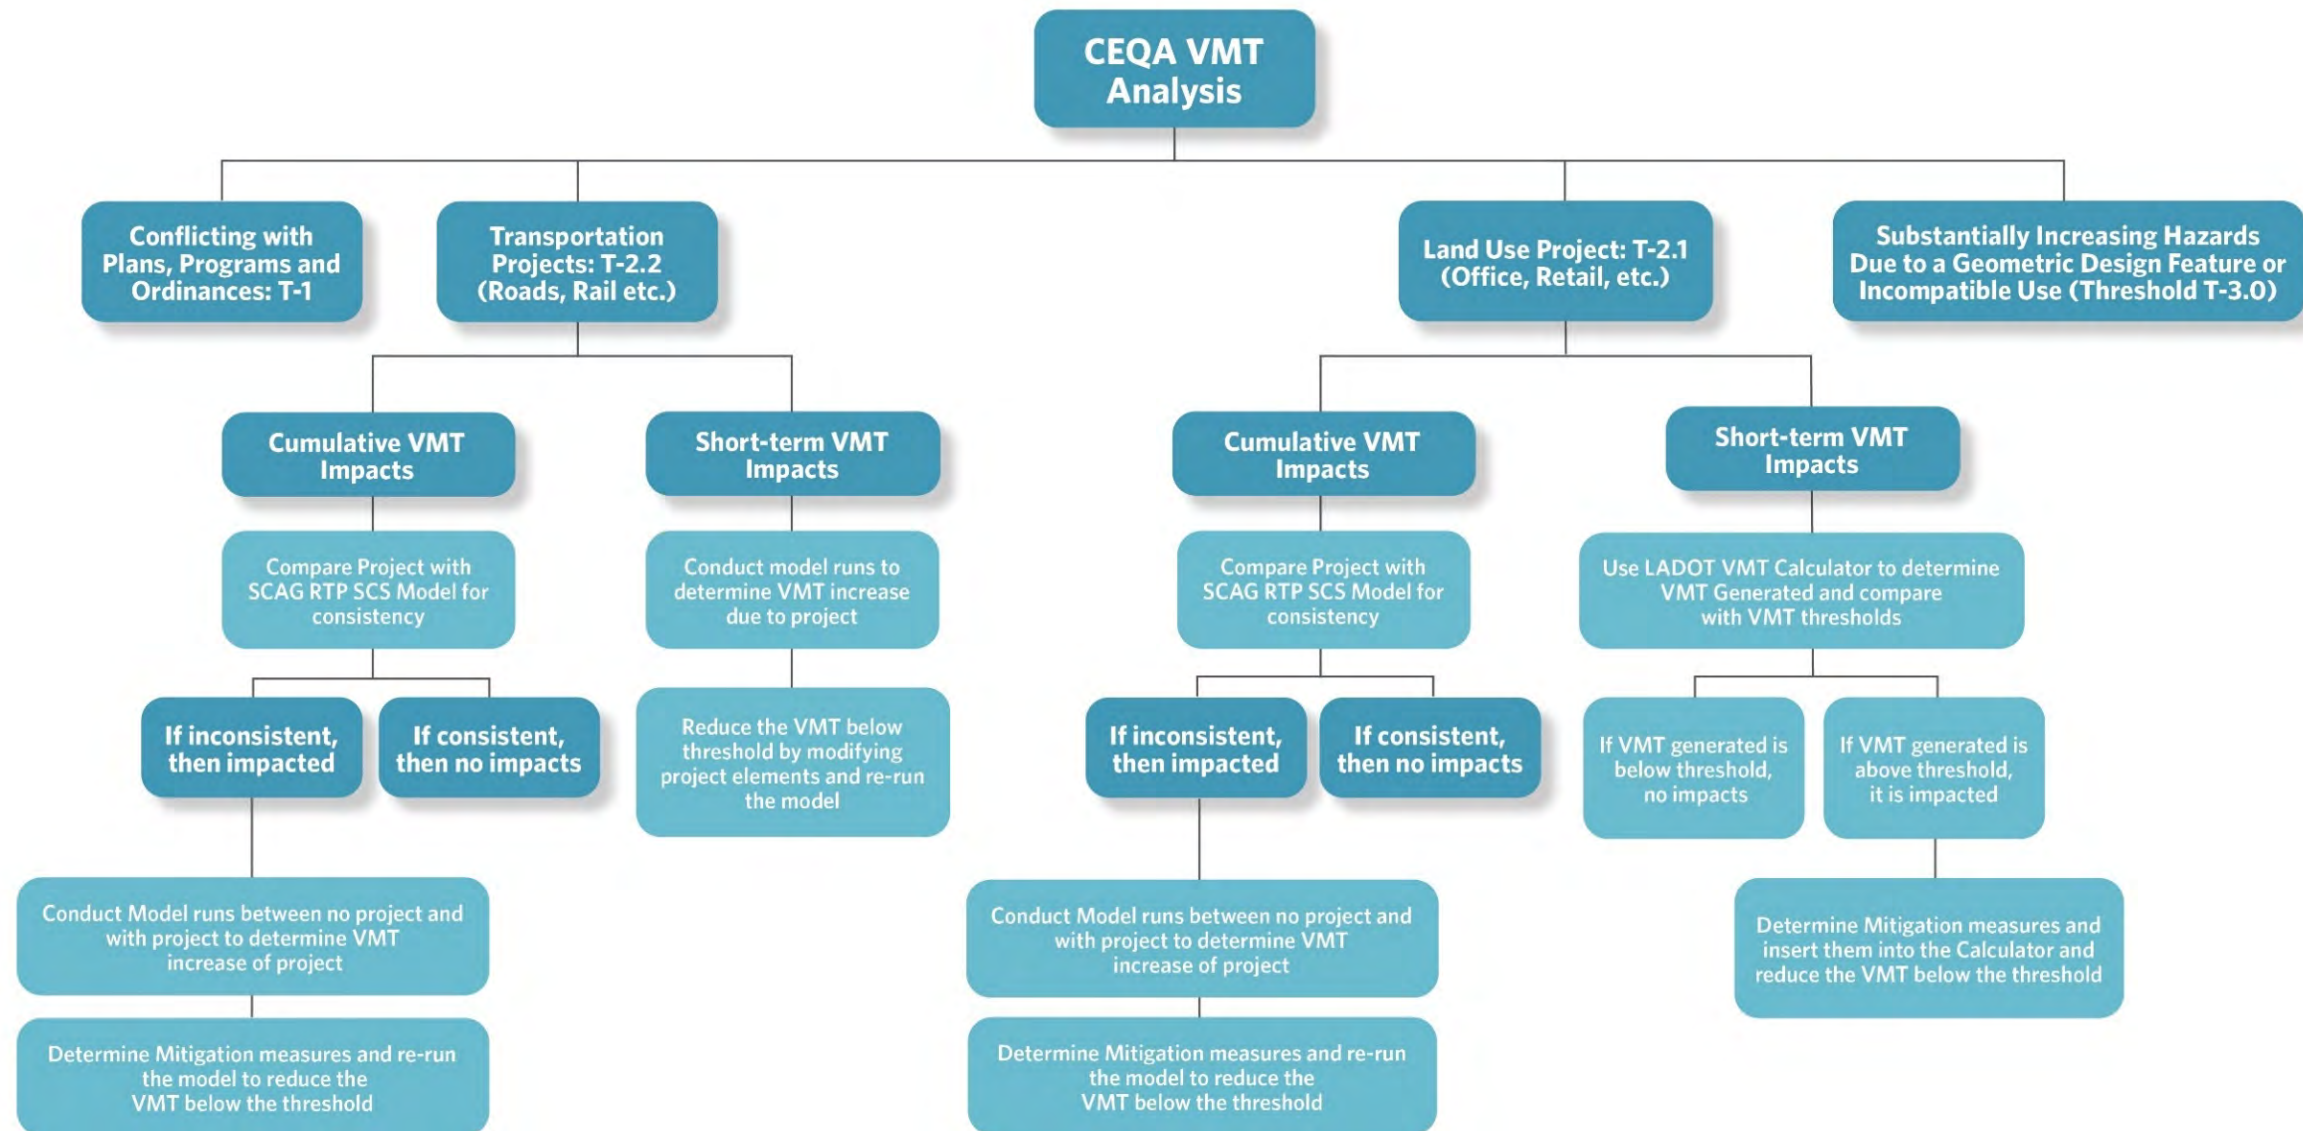 CEQA VMT
Analysis
Conflicting with
Plans, Programs and
Ordinances: T-1
Transportation
Projects: T-2.2
(Roads, Rail etc.)
Land Use Project: T-2.1
(Office, Retail, etc.)
Substantially Increasing Hazards
Due to a Geometric Design Feature or
Incompatible Use (Threshold T-3.0)
Cumulative VMT
Impacts
Short-term VMT
Impacts
Cumulative VMT
Impacts
Short-term VMT
Impacts
Compare Project with
SCAG RTP SCS Model for
consistency
Conduct model runs to
determine VMT increase
due to project
Compare Project with
SCAG RTP SCS Model for
consistency
Use LADOT VMT Calculator to determine
VMT Generated and compare
with VMT thresholds
If inconsistent,
then impacted
If consistent,
then no impacts
Reduce the VMT below
threshold by modifying
project elements and re-run
the model
If inconsistent,
then impacted
If consistent,
then no impacts
If VMT generated is
below threshold,
no impacts
If VMT generated is
above threshold,
it is impacted
Conduct Model runs between no project and
with project to determine VMT
increase of project
Conduct Model runs between no project and
with project to determine VMT
increase of project
Determine Mitigation measures and
insert them into the Calculator and
reduce the VMT below the threshold
Determine Mitigation measures and re-run
the model to reduce the
VMT below the threshold
Determine Mitigation measures and re-run
the model to reduce the
VMT below the threshold